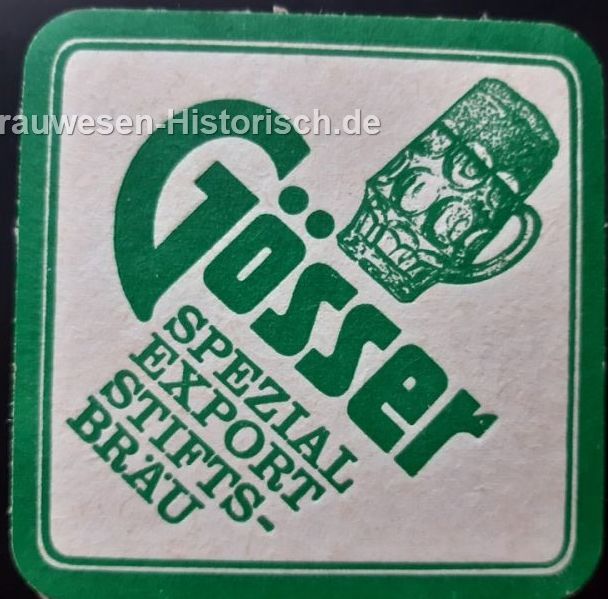 rauwesen-Historisch.de
Gösser
SPEZIAL
EXPORT
STIFTS-
BRÄU